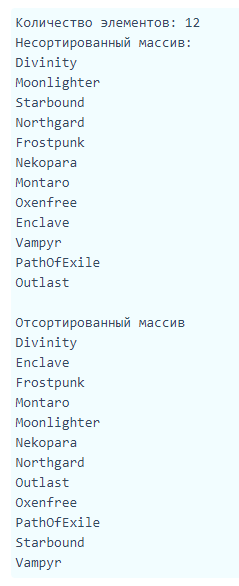 Количество элементов: 12
Несортированный массив:
Divinity
Moonlighter
Starbound
Northgard
Frostpunk
Nekopara
Montaro
Oxenfree
Enclave
Vampyr
PathOfExile
Outlast
Отсортированный массив
Divinity
Enclave
Frostpunk
Montaro
Moonlighter
Nekopara
Northgard
Outlast
Oxenfree
PathOfExile
Starbound
Vampyr